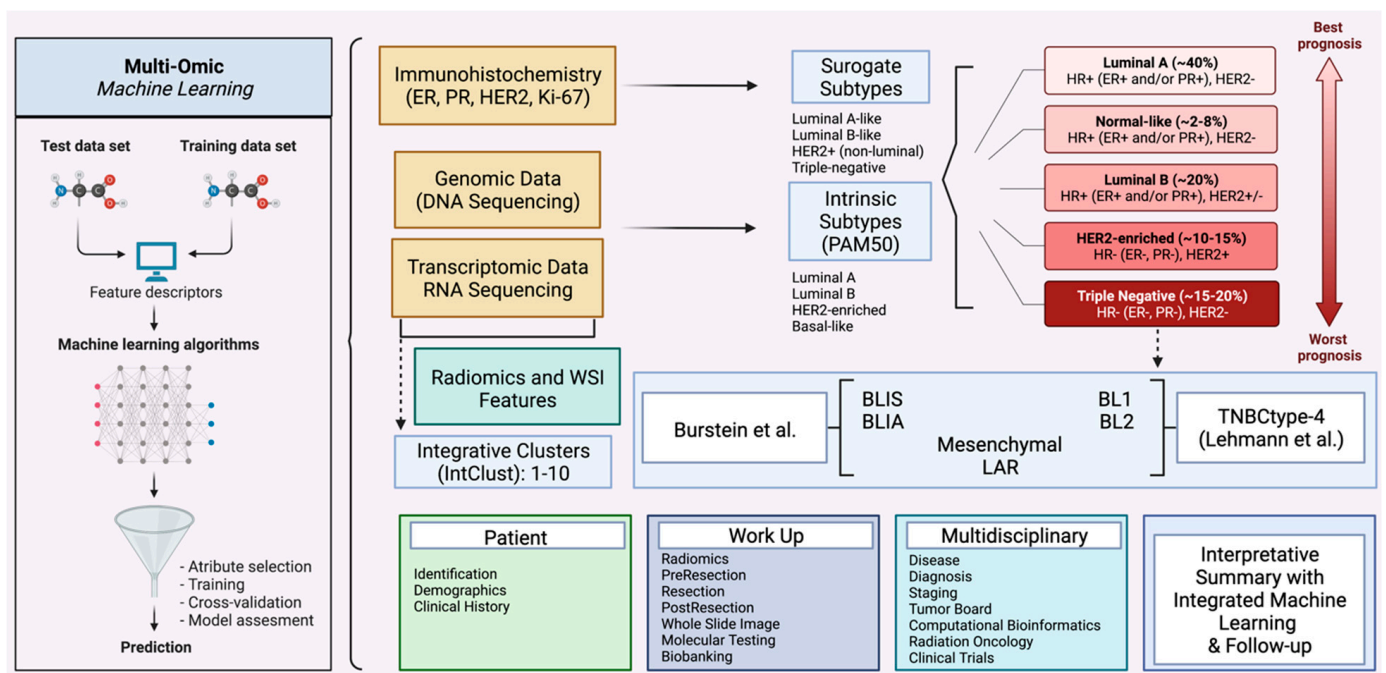 Multi-Omic
Machine Learning
Test data set
Training data set
H
H
N
C
C
O
O
H
H
H
H
H
N
C
C
O
O
H
H
H
Feature descriptors
Machine learning algorithms
- Atribute selection
- Training
- Cross-validation
- Model assesment
Prediction
Immunohistochemistry
(ER, PR, HER2, Ki-67)
Genomic Data
(DNA Sequencing)
Transcriptomic Data
RNA Sequencing
Radiomics and WSI
Features
Integrative Clusters
(IntClust): 1-10
Surogate
Subtypes
Luminal A-like
Luminal B-like
HER2+ (non-luminal)
Triple-negative
Intrinsic
Subtypes
(PAM50)
Luminal A
Luminal B
HER2-enriched
Basal-like
Luminal A (~40%)
HR+ (ER+ and/or PR+), HER2-
Normal-like (~2-8%)
HR+ (ER+ and/or PR+), HER2-
Luminal B (~20%)
HR+ (ER+ and/or PR+), HER2+/-
HER2-enriched (~10-15%)
HR- (ER-, PR-), HER2+
Triple Negative (~15-20%)
HR- (ER-, PR-), HER2-
Best
prognosis
Worst
prognosis
Burstein et al.
BLIS
BLIA
BL1
BL2
Mesenchymal
LAR
TNBCtype-4
(Lehmann et al.)
Patient
Identification
Demographics
Clinical History
Work Up
Radiomics
PreResection
Resection
PostResection
Whole Slide Image
Molecular Testing
Biobanking
Multidisciplinary
Disease
Diagnosis
Staging
Tumor Board
Computational Bioinformatics
Radiation Oncology
Clinical Trials
Interpretative
Summary with
Integrated Machine
Learning
& Follow-up